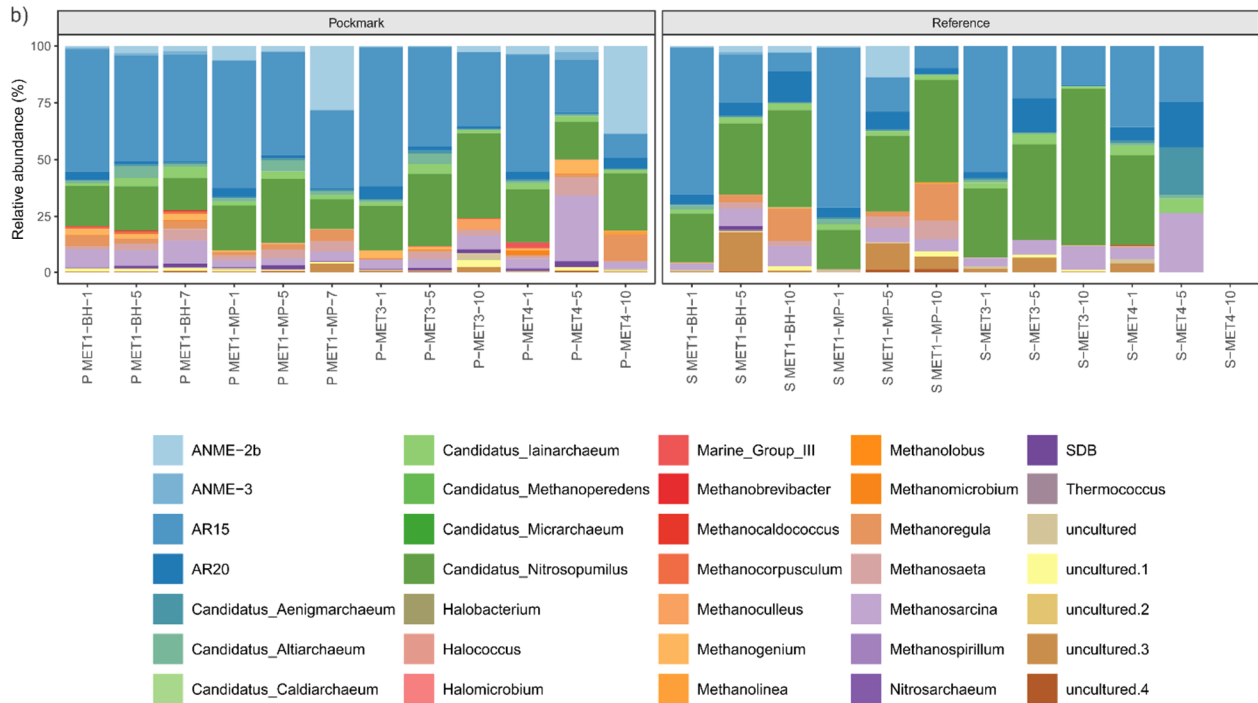 b)
Pockmark
Reference
Relative abundance (%)
100
75
50
25
0
P MET1-BH-1
P MET1-BH-5
P MET1-BH-7
P MET1-MP-1
P MET1-MP-5
P MET1-MP-7
P-MET3-1
P-MET3-5
P-MET3-10
P-MET4-1
P-MET4-5
P-MET4-10
S MET1-BH-1
S MET1-BH-5
S MET1-BH-10
S MET1-MP-1
S MET1-MP-5
S MET1-MP-10
S-MET3-1
S-MET3-5
S-MET3-10
S-MET4-1
S-MET4-5
S-MET4-10
ANME-2b
ANME-3
AR15
AR20
Candidatus_Aenigmarchaeum
Candidatus_Altiarchaeum
Candidatus_Caldiarchaeum
Candidatus_Iainarchaeum
Candidatus_Methanoperedens
Candidatus_Micrarchaeum
Candidatus_Nitrosopumilus
Halobacterium
Halococcus
Halomicrobium
Marine_Group_III
Methanobrevibacter
Methanocaldococcus
Methanocorpusculum
Methanoculleus
Methanogenium
Methanolinea
Methanolobus
Methanomicrobium
Methanoregula
Methanosaeta
Methanosarcina
Methanospirillum
Nitrosarchaeum
SDB
Thermococcus
uncultured
uncultured.1
uncultured.2
uncultured.3
uncultured.4